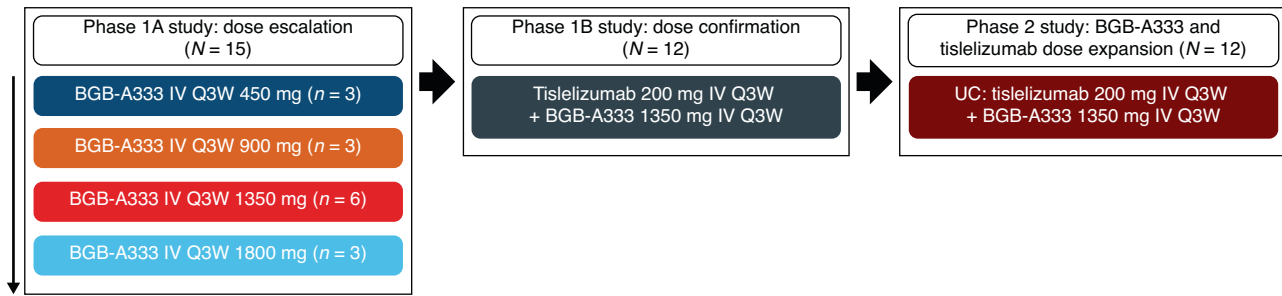 Phase 1A study: dose escalation
(N = 15)
BGB-A333 IV Q3W 450 mg (n = 3)
BGB-A333 IV Q3W 900 mg (n = 3)
BGB-A333 IV Q3W 1350 mg (n = 6)
BGB-A333 IV Q3W 1800 mg (n = 3)
Phase 1B study: dose confirmation
(N = 12)
Tislelizumab 200 mg IV Q3W
+ BGB-A333 1350 mg IV Q3W
Phase 2 study: BGB-A333 and
tislelizumab dose expansion (N = 12)
UC: tislelizumab 200 mg IV Q3W
+ BGB-A333 1350 mg IV Q3W